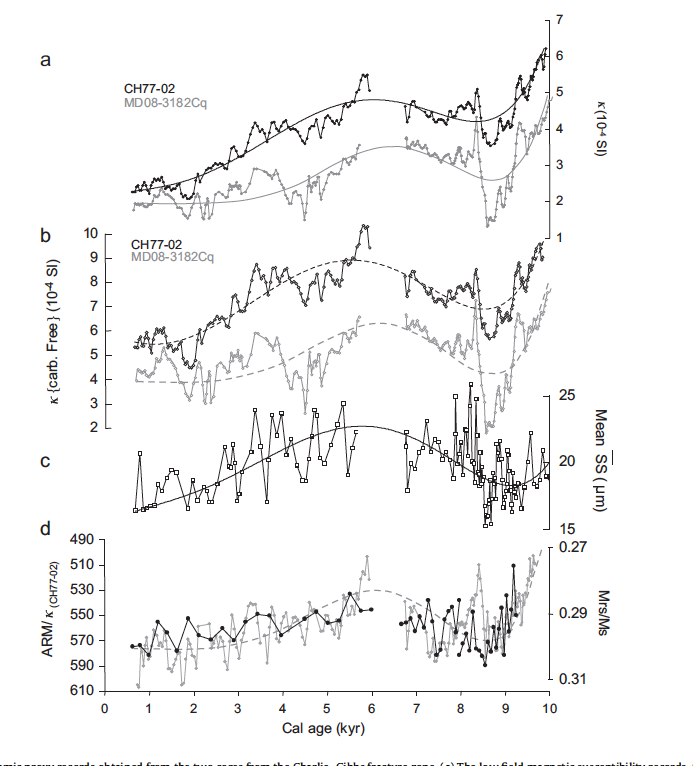 a
7
6
5
4
3
2
1
κ (10-4 SI)
CH77-02
MD08-3182Cq
b
10
9
8
7
6
5
4
3
2
κ {carb. Free} (10-4 SI)
CH77-02
MD08-3182Cq
c
25
20
15
Mean SS (µm)
d
490
510
530
550
570
590
610
ARM/ κ (CH77-02)
0.27
0.29
0.31
Mrs/Ms
0 1 2 3 4 5 6 7 8 9 10
Cal age (kyr)